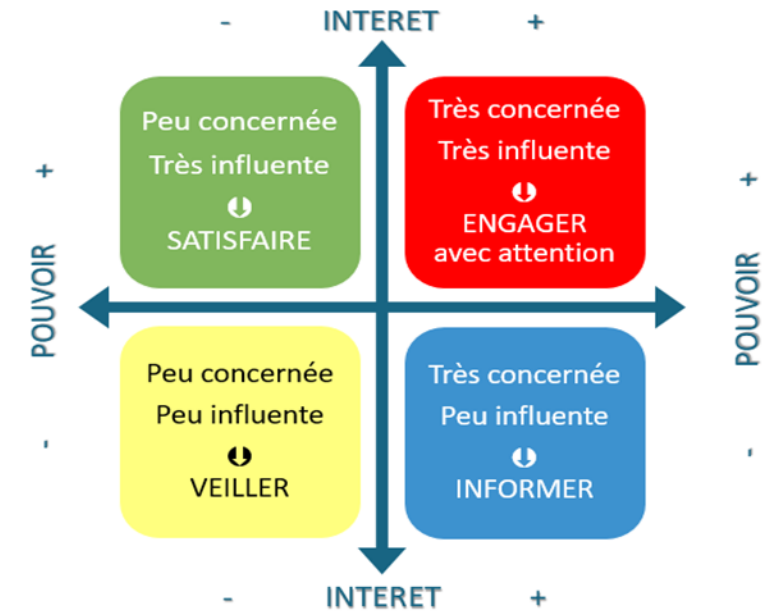 - INTERET +
Peu concernée
Très influente
SATISFAIRE
Très concernée
Très influente
ENGAGER
avec attention
- POUVOIR +
- POUVOIR +
Peu concernée
Peu influente
VEILLER
Très concernée
Peu influente
INFORMER
- INTERET +